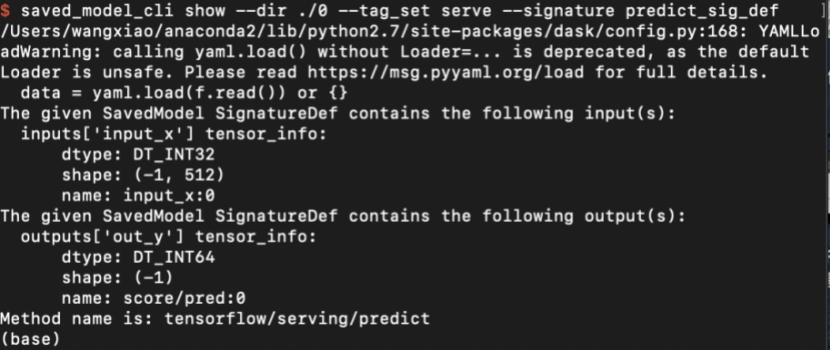 $ saved_model_cli show --dir ./0 --tag_set serve --signature predict_sig_def ]
/Users/wangxiao/anaconda2/lib/python2.7/site-packages/dask/config.py:168: YAMLLo
adWarning: calling yaml.load() without Loader=... is deprecated, as the default
Loader is unsafe. Please read https://msg.pyyaml.org/load for full details.
  data = yaml.load(f.read()) or {}
The given SavedModel SignatureDef contains the following input(s):
  inputs['input_x'] tensor_info:
      dtype: DT_INT32
      shape: (-1, 512)
      name: input_x:0
The given SavedModel SignatureDef contains the following output(s):
  outputs['out_y'] tensor_info:
      dtype: DT_INT64
      shape: (-1)
      name: score/pred:0
Method name is: tensorflow/serving/predict
(base)